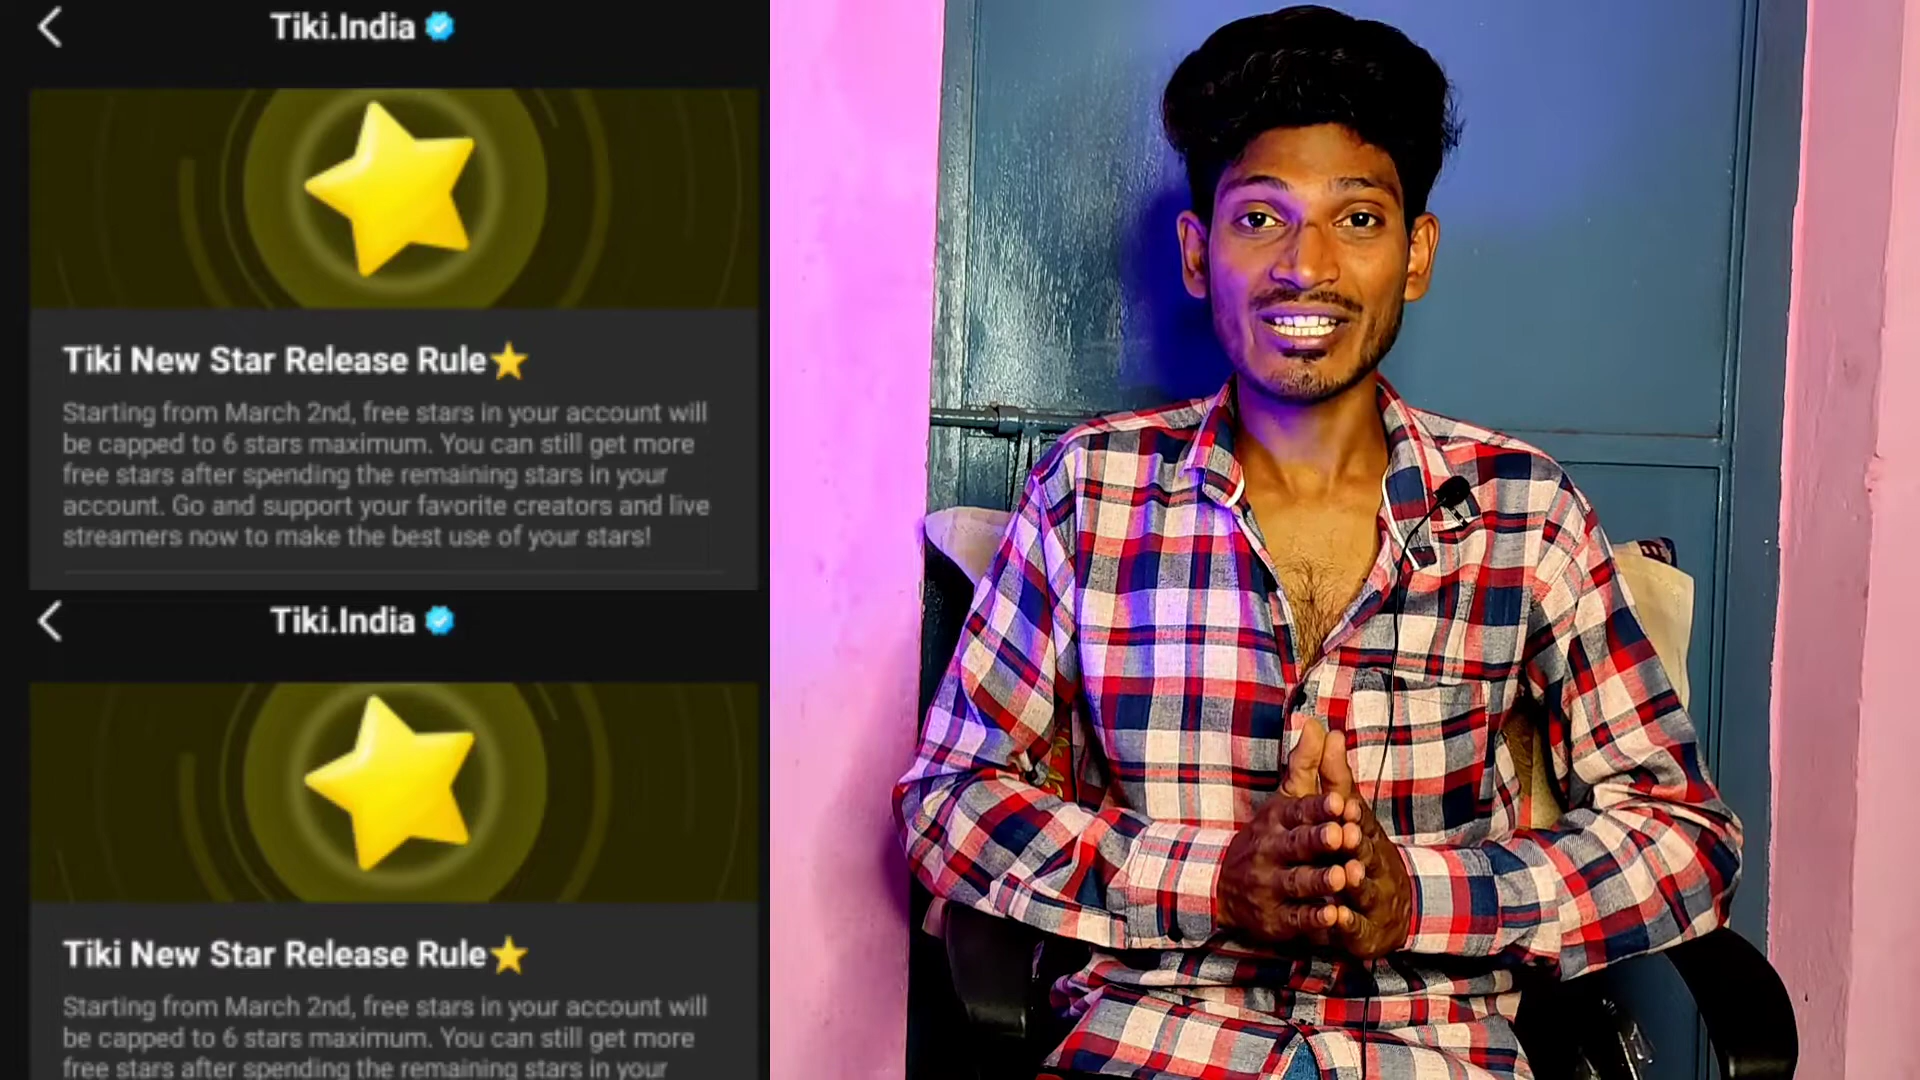 Tiki.India
Tiki New Star Release Rule⭐
Starting from March 2nd, free stars in your account will
be capped to 6 stars maximum. You can still get more
free stars after spending the remaining stars in your
account. Go and support your favorite creators and live
streamers now to make the best use of your stars!
Tiki.India
Tiki New Star Release Rule⭐
Starting from March 2nd, free stars in your account will
be capped to 6 stars maximum. You can still get more
free stars after spending the remaining stars in your